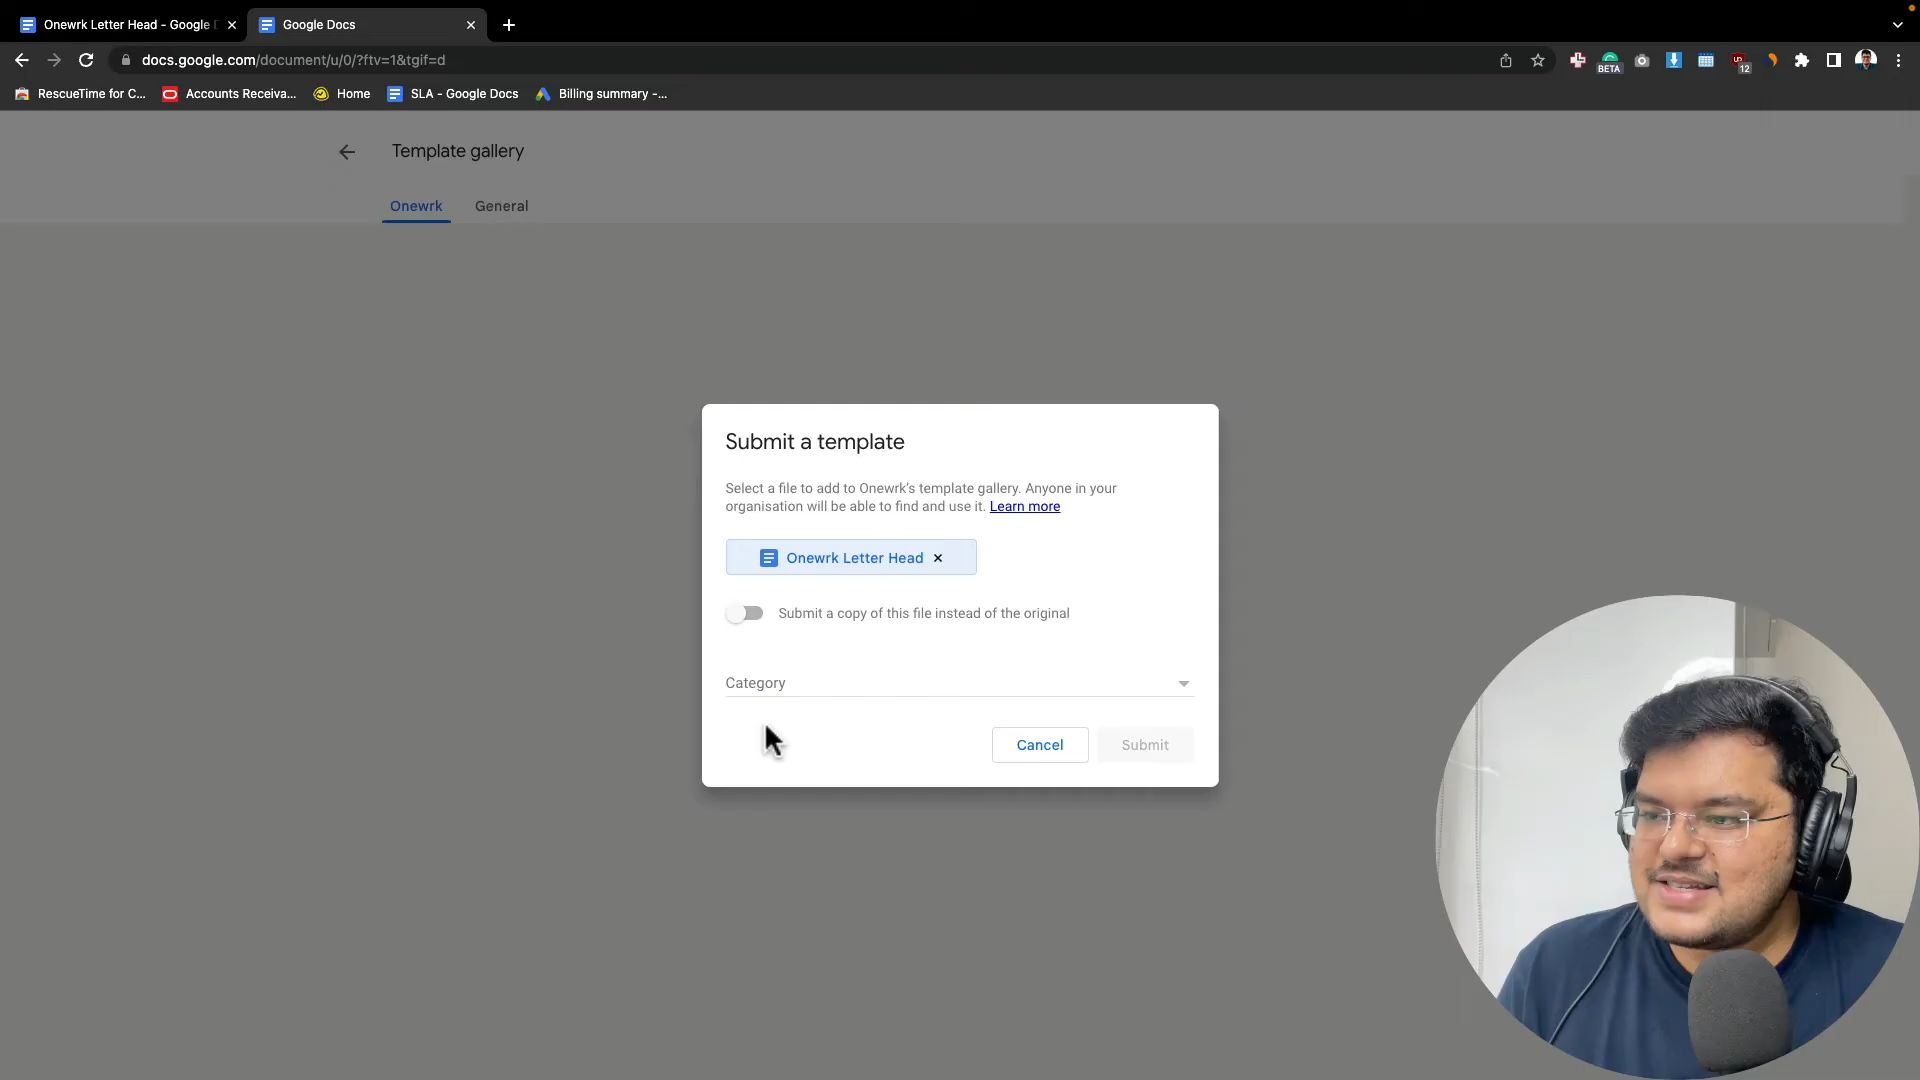 Onewrk Letter Head - Google D
Google Docs
docs.google.com/document/u/0/?ftv=1&tgif=d
BETA
12
RescueTime for C...
Accounts Receiva...
Home
SLA - Google Docs
Billing summary -...
Template gallery
Onewrk
General
Submit a template
Select a file to add to Onewrk's template gallery. Anyone in your
organisation will be able to find and use it. Learn more
Onewrk Letter Head
Submit a copy of this file instead of the original
Category
Cancel
Submit